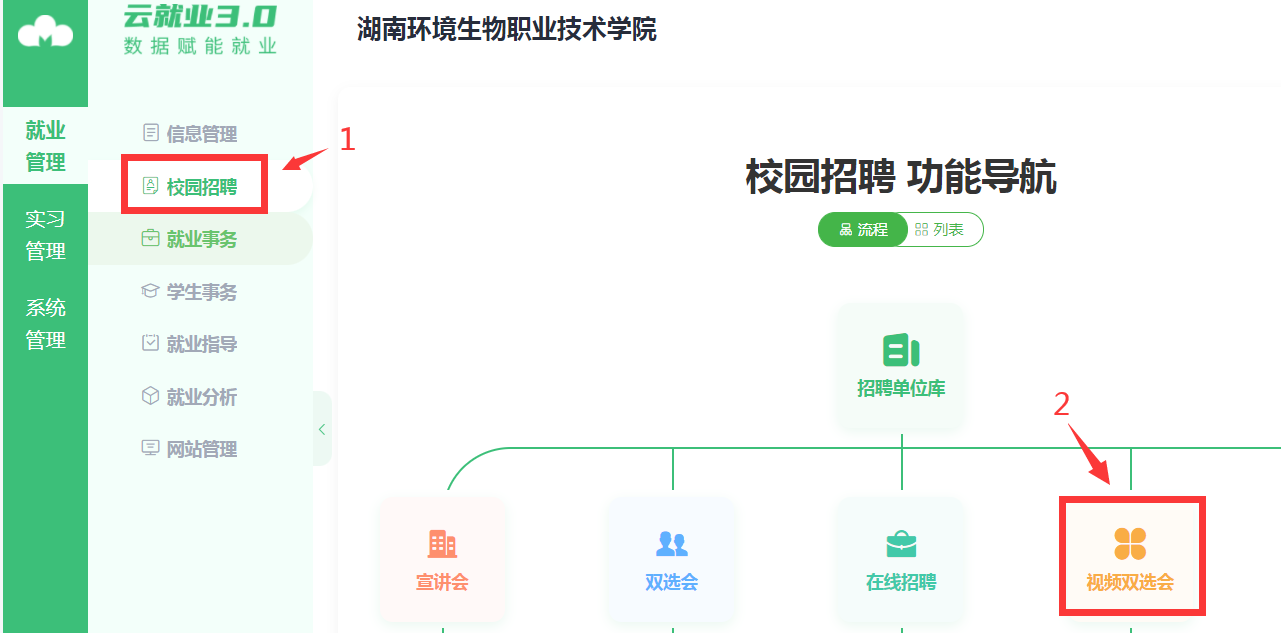 云就业3.0
数据赋能就业
湖南环境生物职业技术学院
就业
管理
实习
管理
系统
管理
信息管理
校园招聘
就业事务
学生事务
就业指导
就业分析
网站管理
1
校园招聘 功能导航
流程
列表
招聘单位库
2
宣讲会
双选会
在线招聘
视频双选会